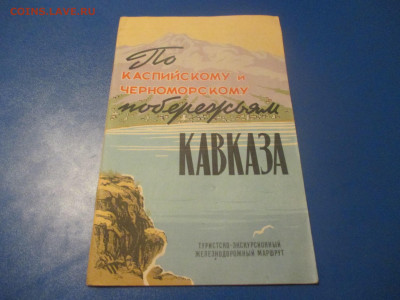 COINS.LAVE.RU
По
КАСПИЙСКОМУ и
ЧЕРНОМОРСКОМУ
побережьям
КАВКАЗА
ТУРИСТСКО-ЭКСКУРСИОННЫЙ
ЖЕЛЕЗНОДОРОЖНЫЙ МАРШРУТ